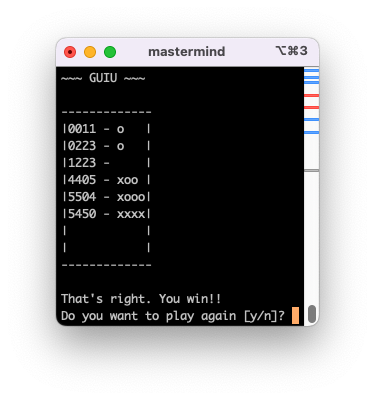 mastermind ⌥⌘3
~~~ GUIU ~~~
-------------
|0011 - o   |
|0223 - o   |
|1223 -     |
|4405 - xoo |
|5504 - xooo|
|5450 - xxxx|
|           |
|           |
-------------
That's right. You win!!
Do you want to play again [y/n]?